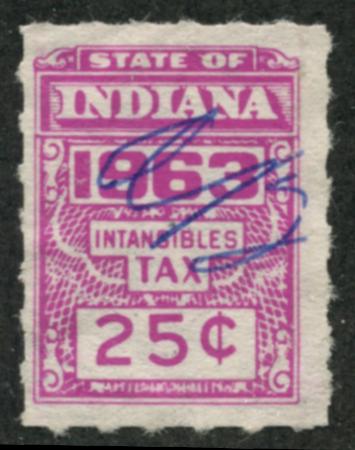 STATE OF
INDIANA
1963
INTANGIBLES
TAX
25¢